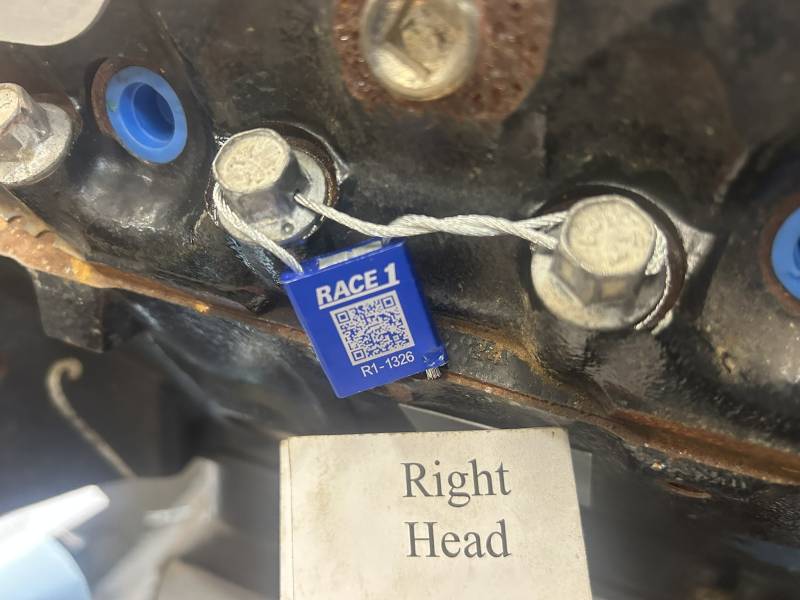 RACE 1
R1-1326
Right
Head